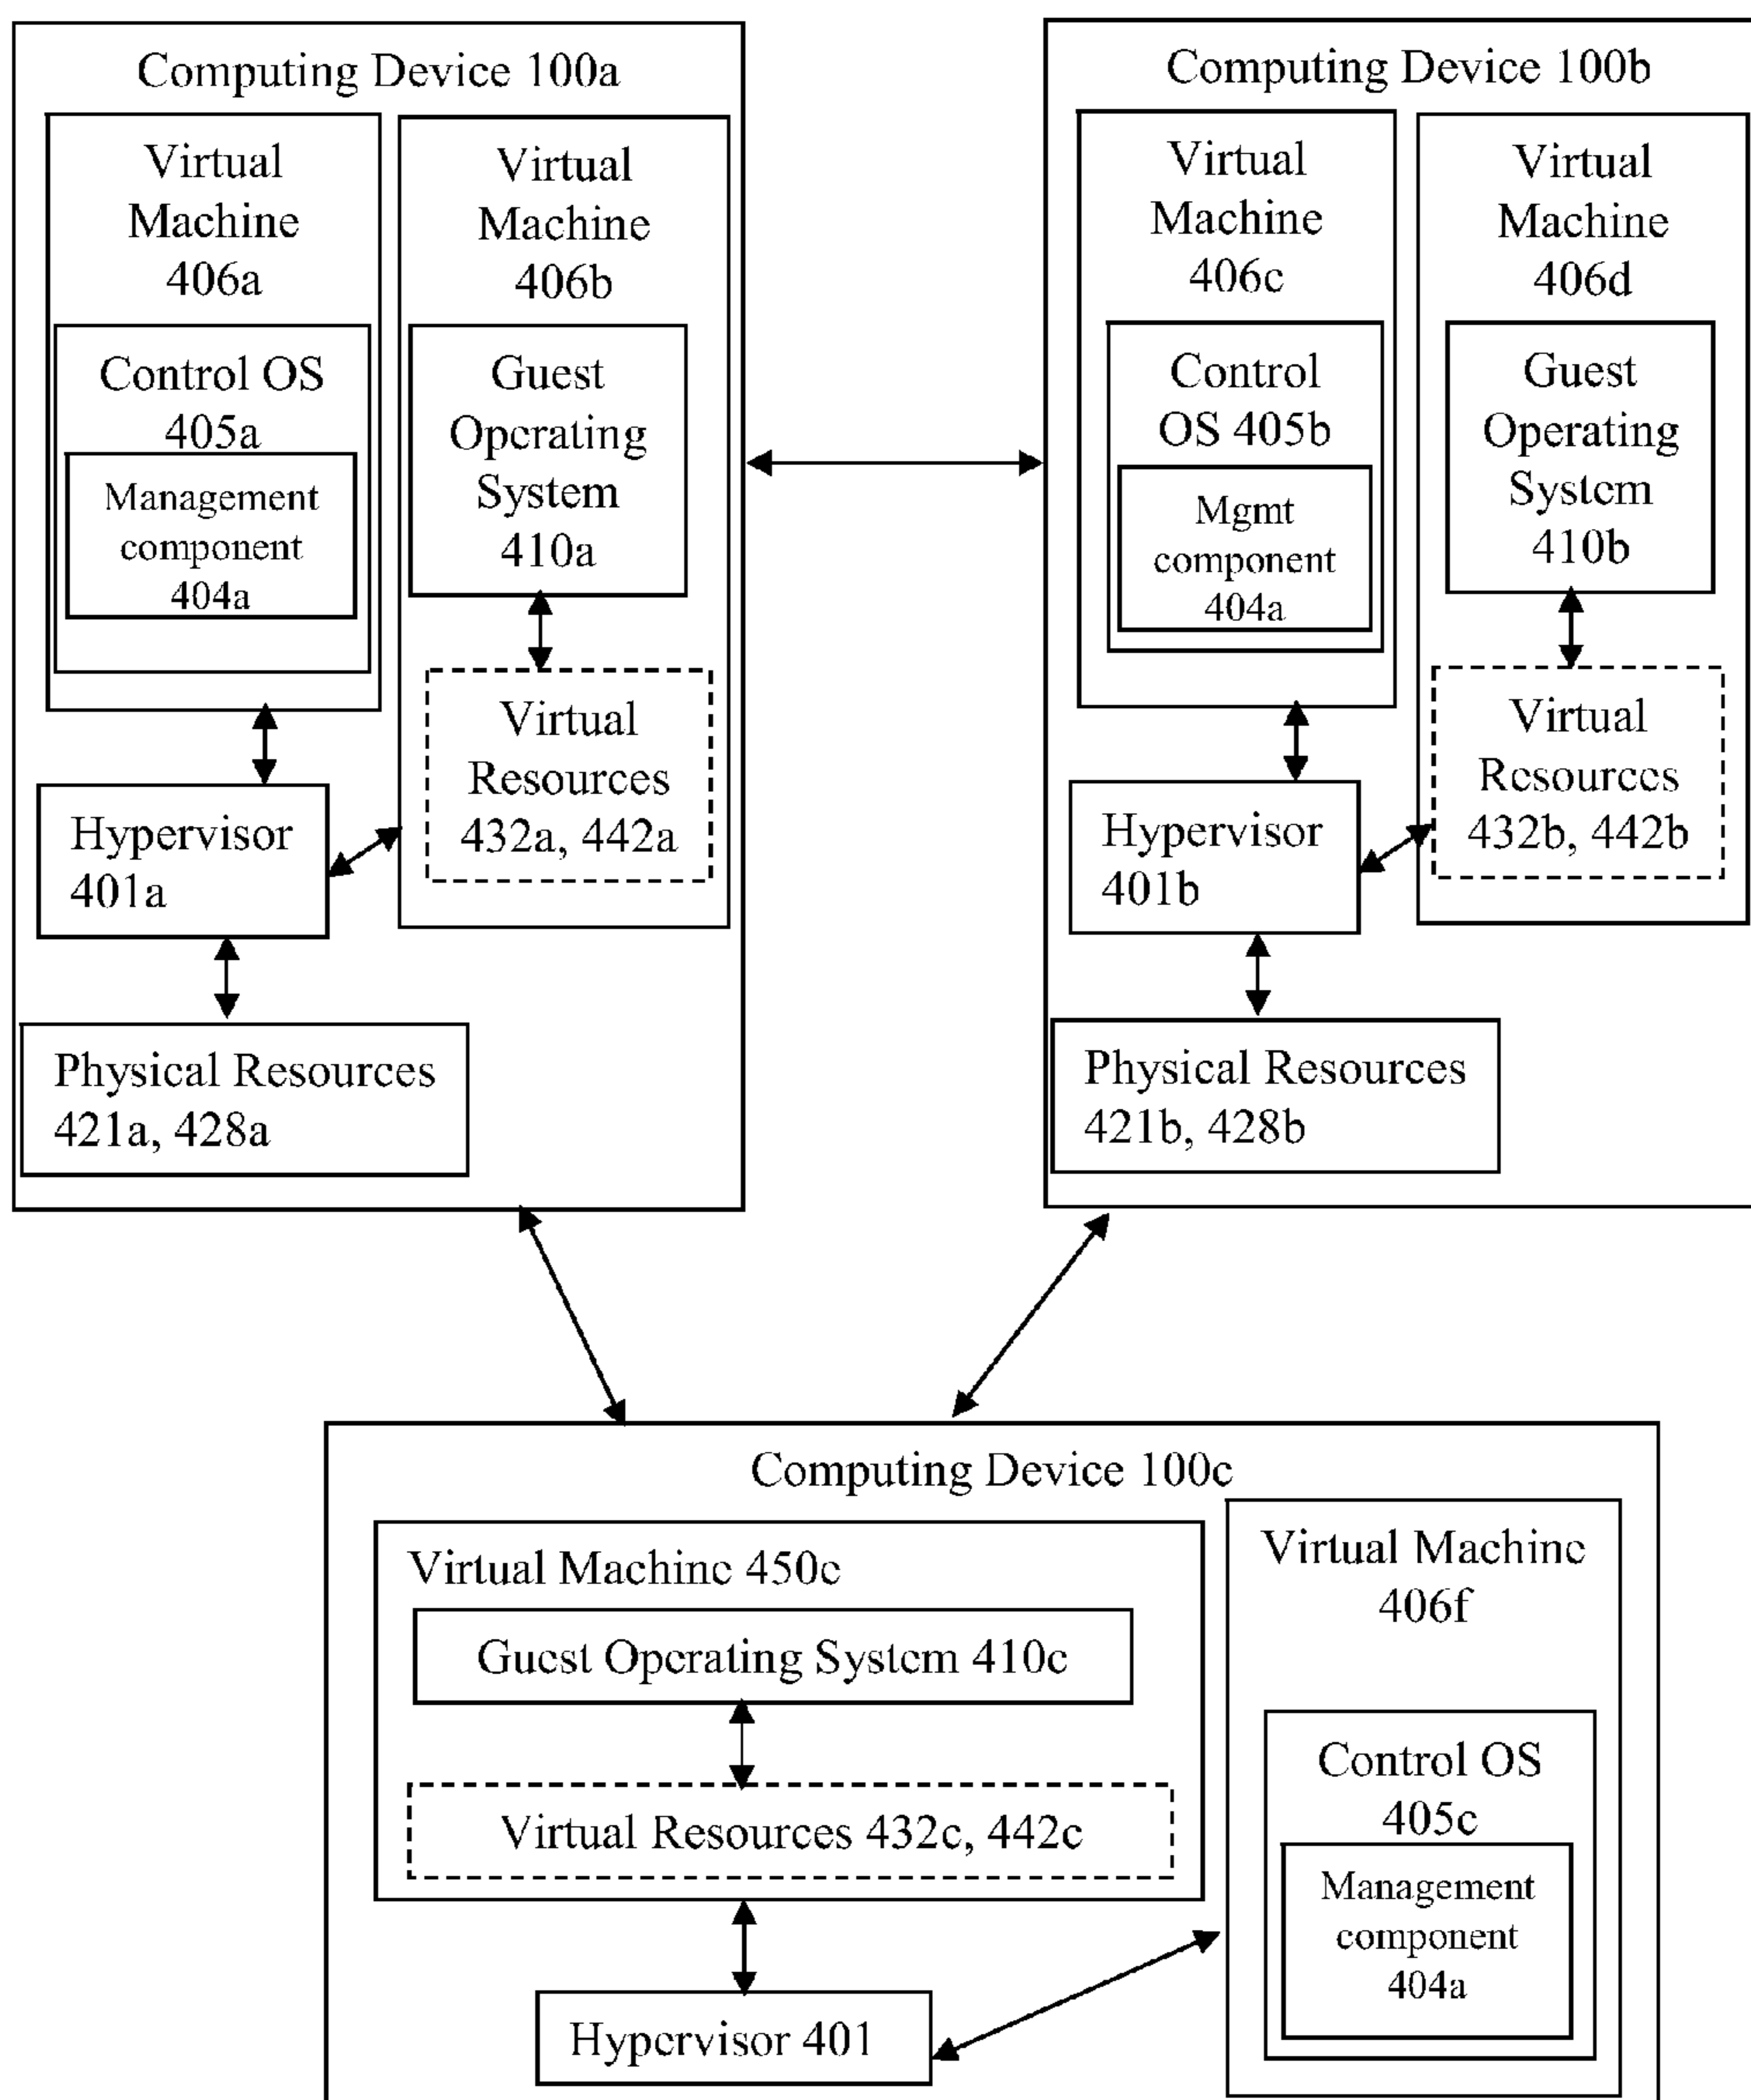 Computing Device 100a
Virtual
Machine
406a
Control OS
405a
Management
component
404a
Virtual
Machine
406b
Guest
Operating
System
410a
Virtual
Resources
432a, 442a
Hypervisor
401a
Physical Resources
421a, 428a
Computing Device 100b
Virtual
Machine
406c
Control
OS 405b
Mgmt
component
404a
Virtual
Machine
406d
Guest
Operating
System
410b
Virtual
Resources
432b, 442b
Hypervisor
401b
Physical Resources
421b, 428b
Computing Device 100c
Virtual Machine 450c
Guest Operating System 410c
Virtual Resources 432c, 442c
Hypervisor 401
Virtual Machine
406f
Control OS
405c
Management
component
404a